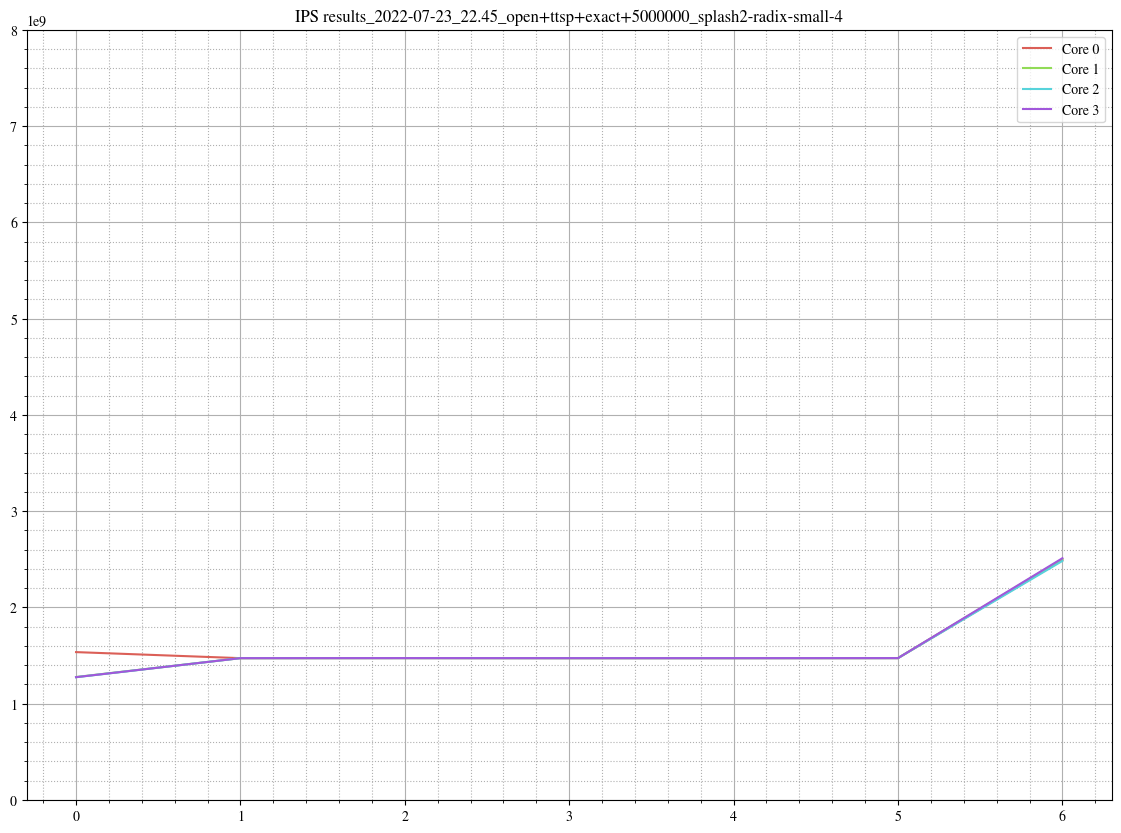 IPS results_2022-07-23_22.45_open+ttsp+exact+5000000_splash2-radix-small-4
1e9
8
7
6
5
4
3
2
1
0
0 1 2 3 4 5 6
Core 0
Core 1
Core 2
Core 3